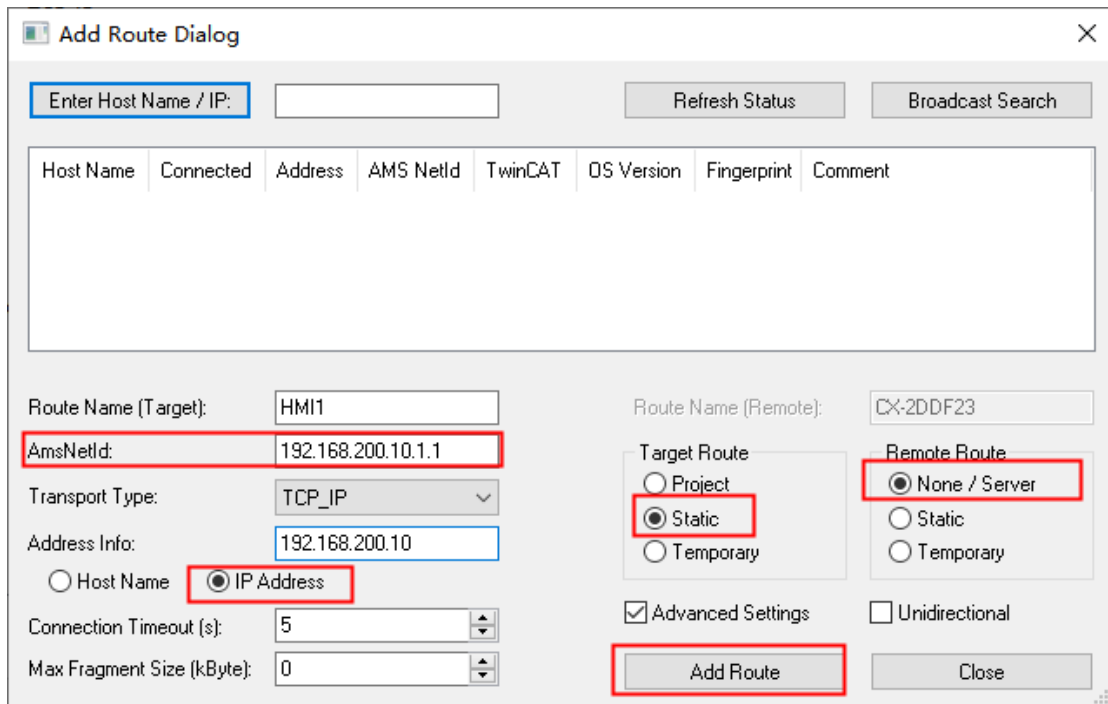 Add Route Dialog
Enter Host Name / IP:
Refresh Status
Broadcast Search
Host Name Connected Address AMS NetId TwinCAT OS Version Fingerprint Comment
Route Name (Target): HMI1
AmsNetId: 192.168.200.10.1.1
Transport Type: TCP_IP
Address Info: 192.168.200.10
Host Name IP Address
Connection Timeout (s): 5
Max Fragment Size (kByte): 0
Route Name (Remote): CX-2DDF23
Target Route
Project
Static
Temporary
Remote Route
None / Server
Static
Temporary
Advanced Settings
Unidirectional
Add Route
Close